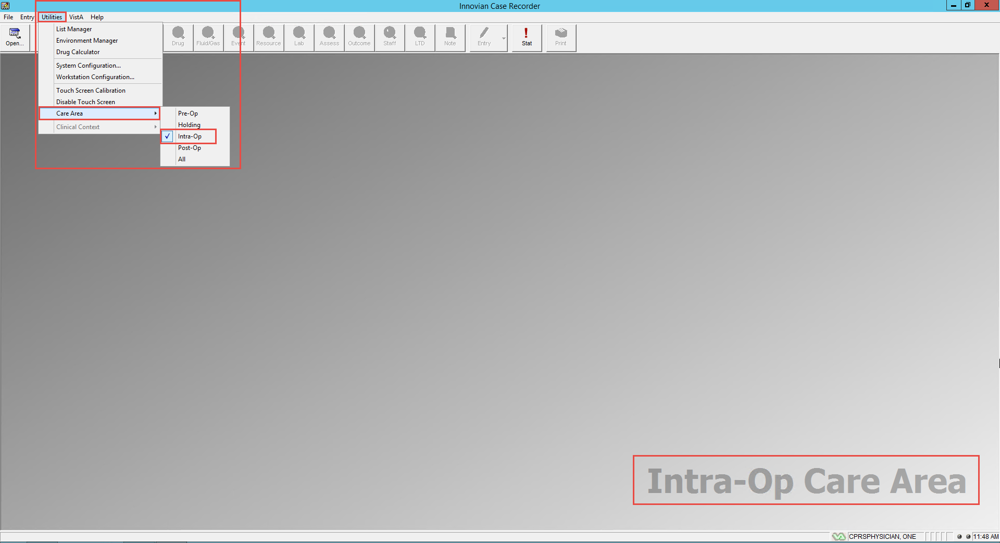 Innovian Case Recorder
File Entry Utilities VistA Help
Open... Drug Fluid/Gas Event Resource Lab Assess Outcome Staff LTD Note Entry Stat Print
List Manager
Environment Manager
Drug Calculator
System Configuration...
Workstation Configuration...
Touch Screen Calibration
Disable Touch Screen
Care Area
Clinical Context
Pre-Op
Holding
Intra-Op
Post-Op
All
Intra-Op Care Area
CPRSPHYSICIAN, ONE 11:48 AM